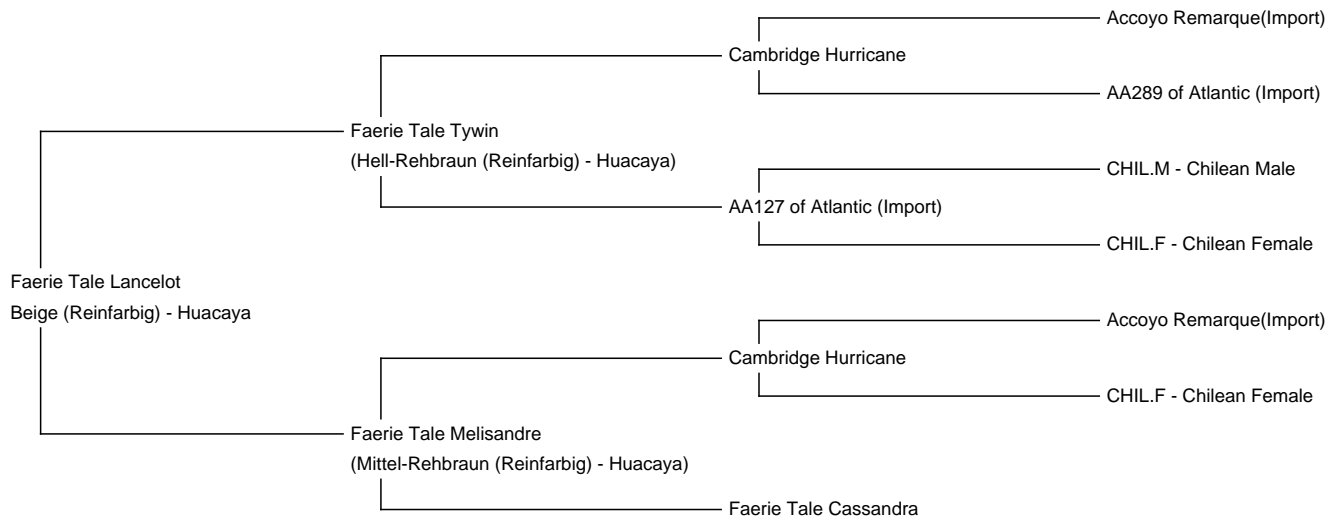 Accoyo Remarque(Import)
Cambridge Hurricane
AA289 of Atlantic (Import)
Faerie Tale Tywin
(Hell-Rehbraun (Reinfarbig) - Huacaya)
CHIL.M - Chilean Male
AA127 of Atlantic (Import)
CHIL.F - Chilean Female
Faerie Tale Lancelot
Beige (Reinfarbig) - Huacaya
Accoyo Remarque(Import)
Cambridge Hurricane
CHIL.F - Chilean Female
Faerie Tale Melisandre
(Mittel-Rehbraun (Reinfarbig) - Huacaya)
Faerie Tale Cassandra